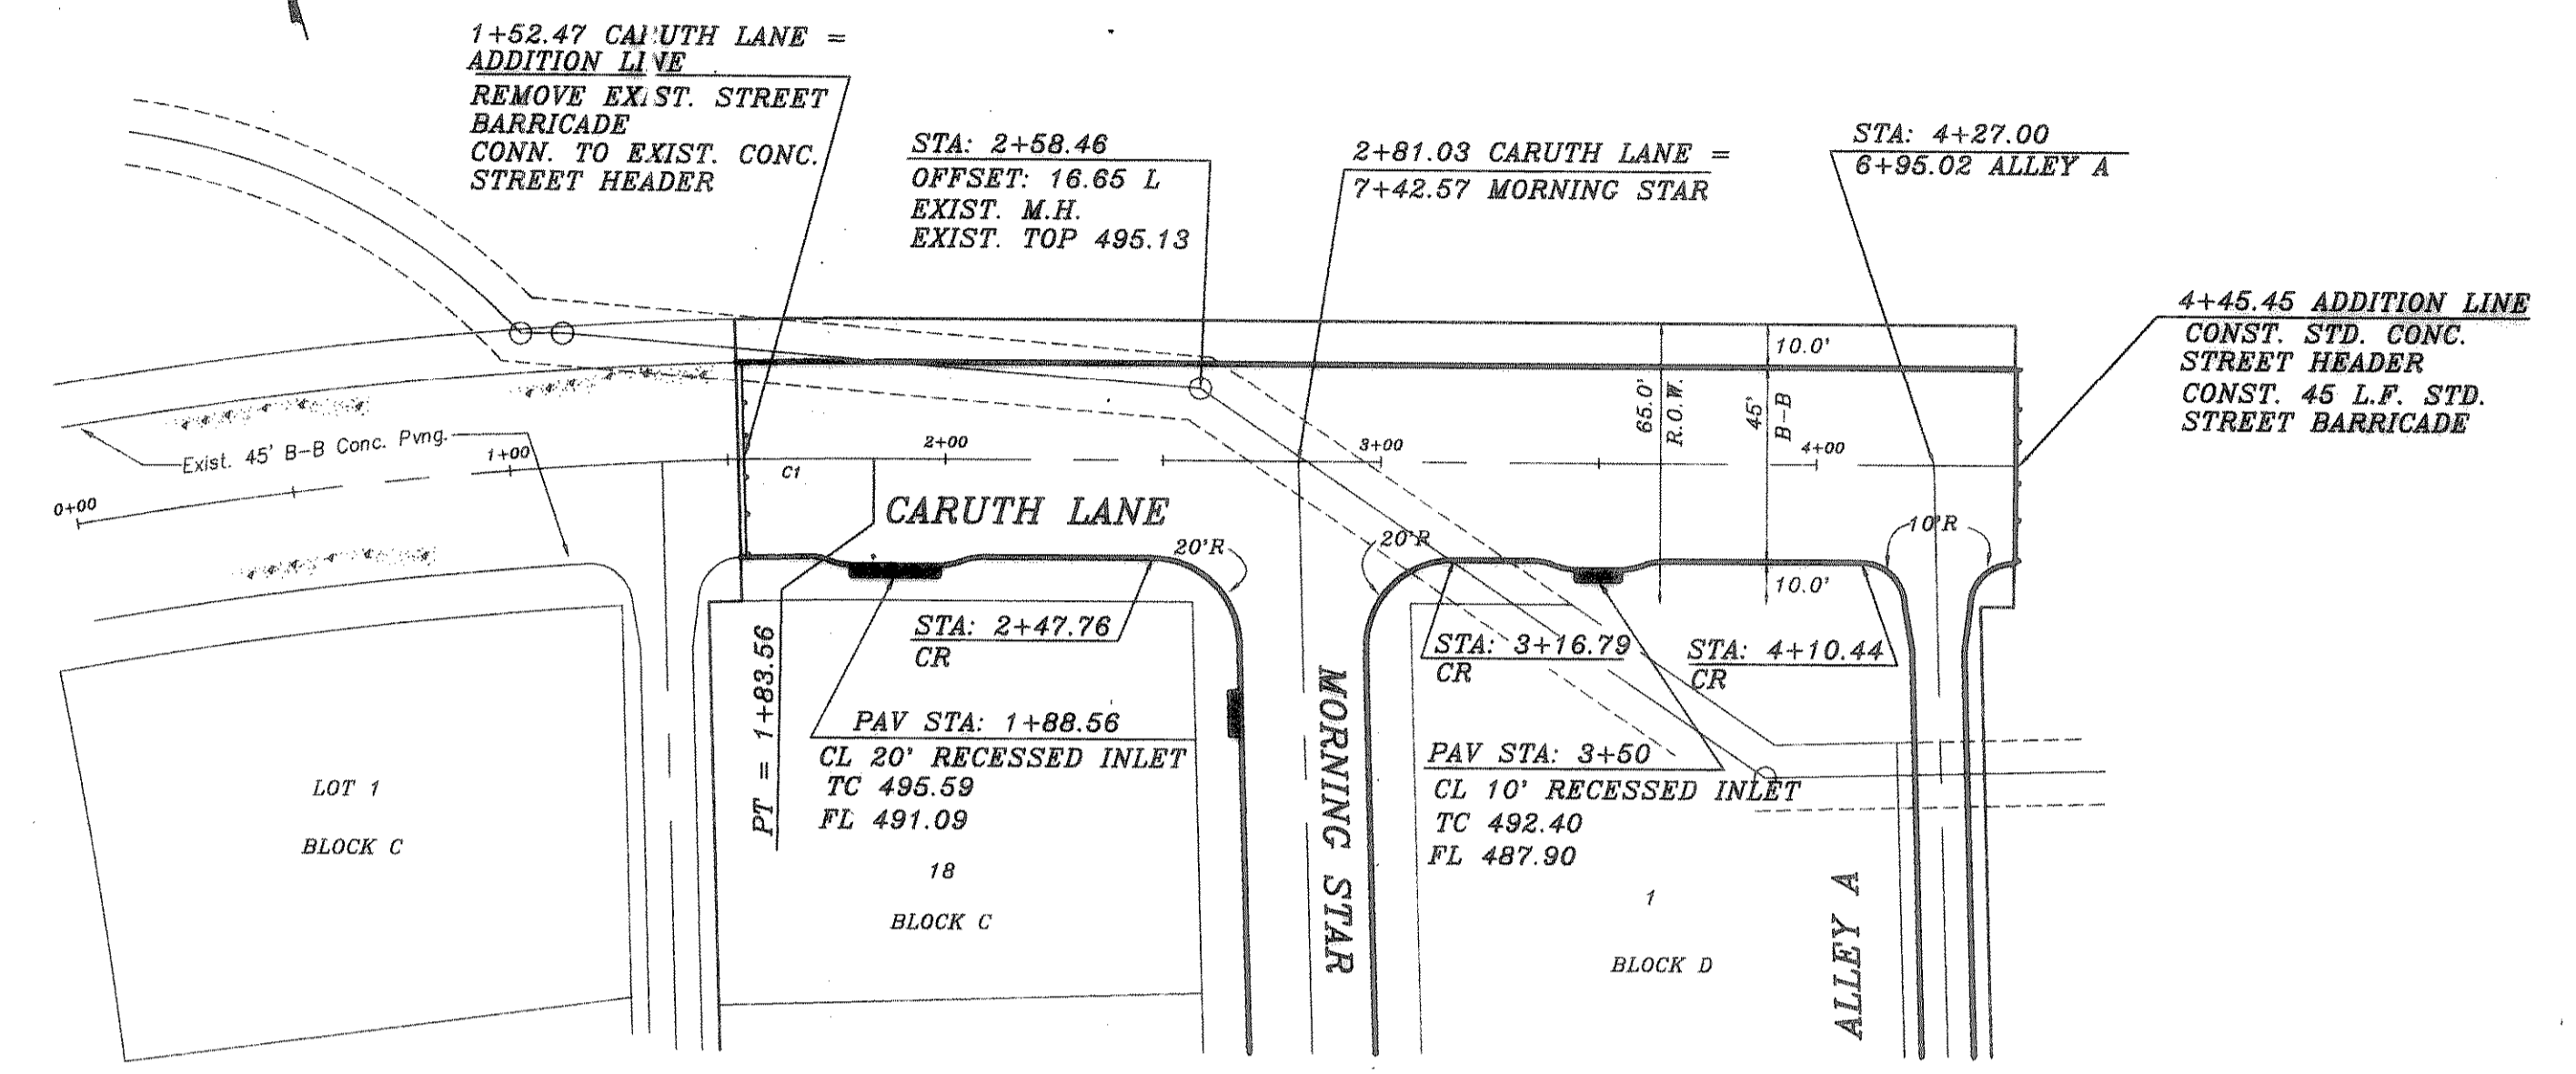 1+52.47 CARUTH LANE =
ADDITION LINE
REMOVE EXIST. STREET
BARRICADE
CONN. TO EXIST. CONC.
STREET HEADER
STA: 2+58.46
OFFSET: 16.65 L
EXIST. M.H.
EXIST. TOP 495.13
2+81.03 CARUTH LANE =
7+42.57 MORNING STAR
STA: 4+27.00
6+95.02 ALLEY A
4+45.45 ADDITION LINE
CONST. STD. CONC.
STREET HEADER
CONST. 45 L.F. STD.
STREET BARRICADE
10.0'
65.0'
R.O.W.
45'
B-B
Exist. 45' B-B Conc. Pvng.
0+00
1+00
C1
2+00
3+00
4+00
CARUTH LANE
20'R
20'R
10'R
10.0'
PT = 1+83.56
STA: 2+47.76
CR
STA: 3+16.79
CR
STA: 4+10.44
CR
PAV STA: 1+88.56
CL 20' RECESSED INLET
TC 495.59
FL 491.09
PAV STA: 3+50
CL 10' RECESSED INLET
TC 492.40
FL 487.90
MORNING STAR
ALLEY A
LOT 1
BLOCK C
18
BLOCK C
1
BLOCK D